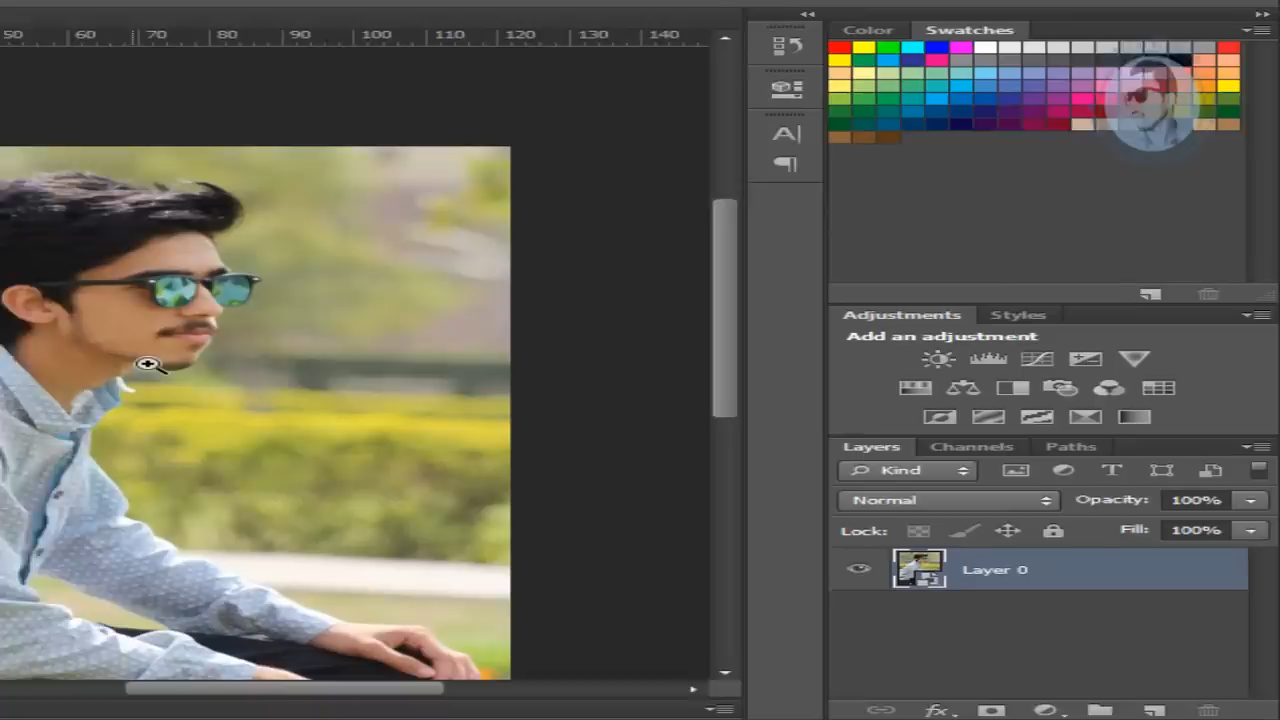 50 60 70 80 90 100 110 120 130 140
Color Swatches
A|
Adjustments Styles
Add an adjustment
Layers Channels Paths
Kind
T
Normal Opacity: 100%
Lock: Fill: 100%
Layer 0
fx